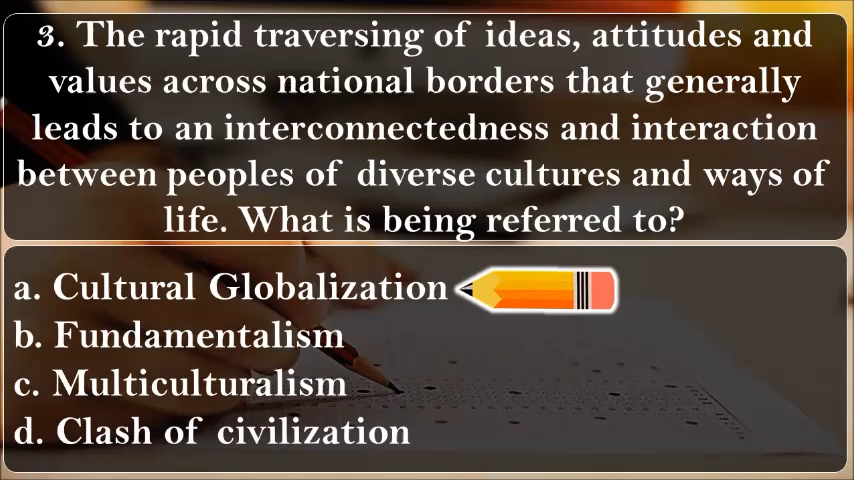 3. The rapid traversing of ideas, attitudes and
values across national borders that generally
leads to an interconnectedness and interaction
between peoples of diverse cultures and ways of
life. What is being referred to?
a. Cultural Globalization
b. Fundamentalism
c. Multiculturalism
d. Clash of civilization